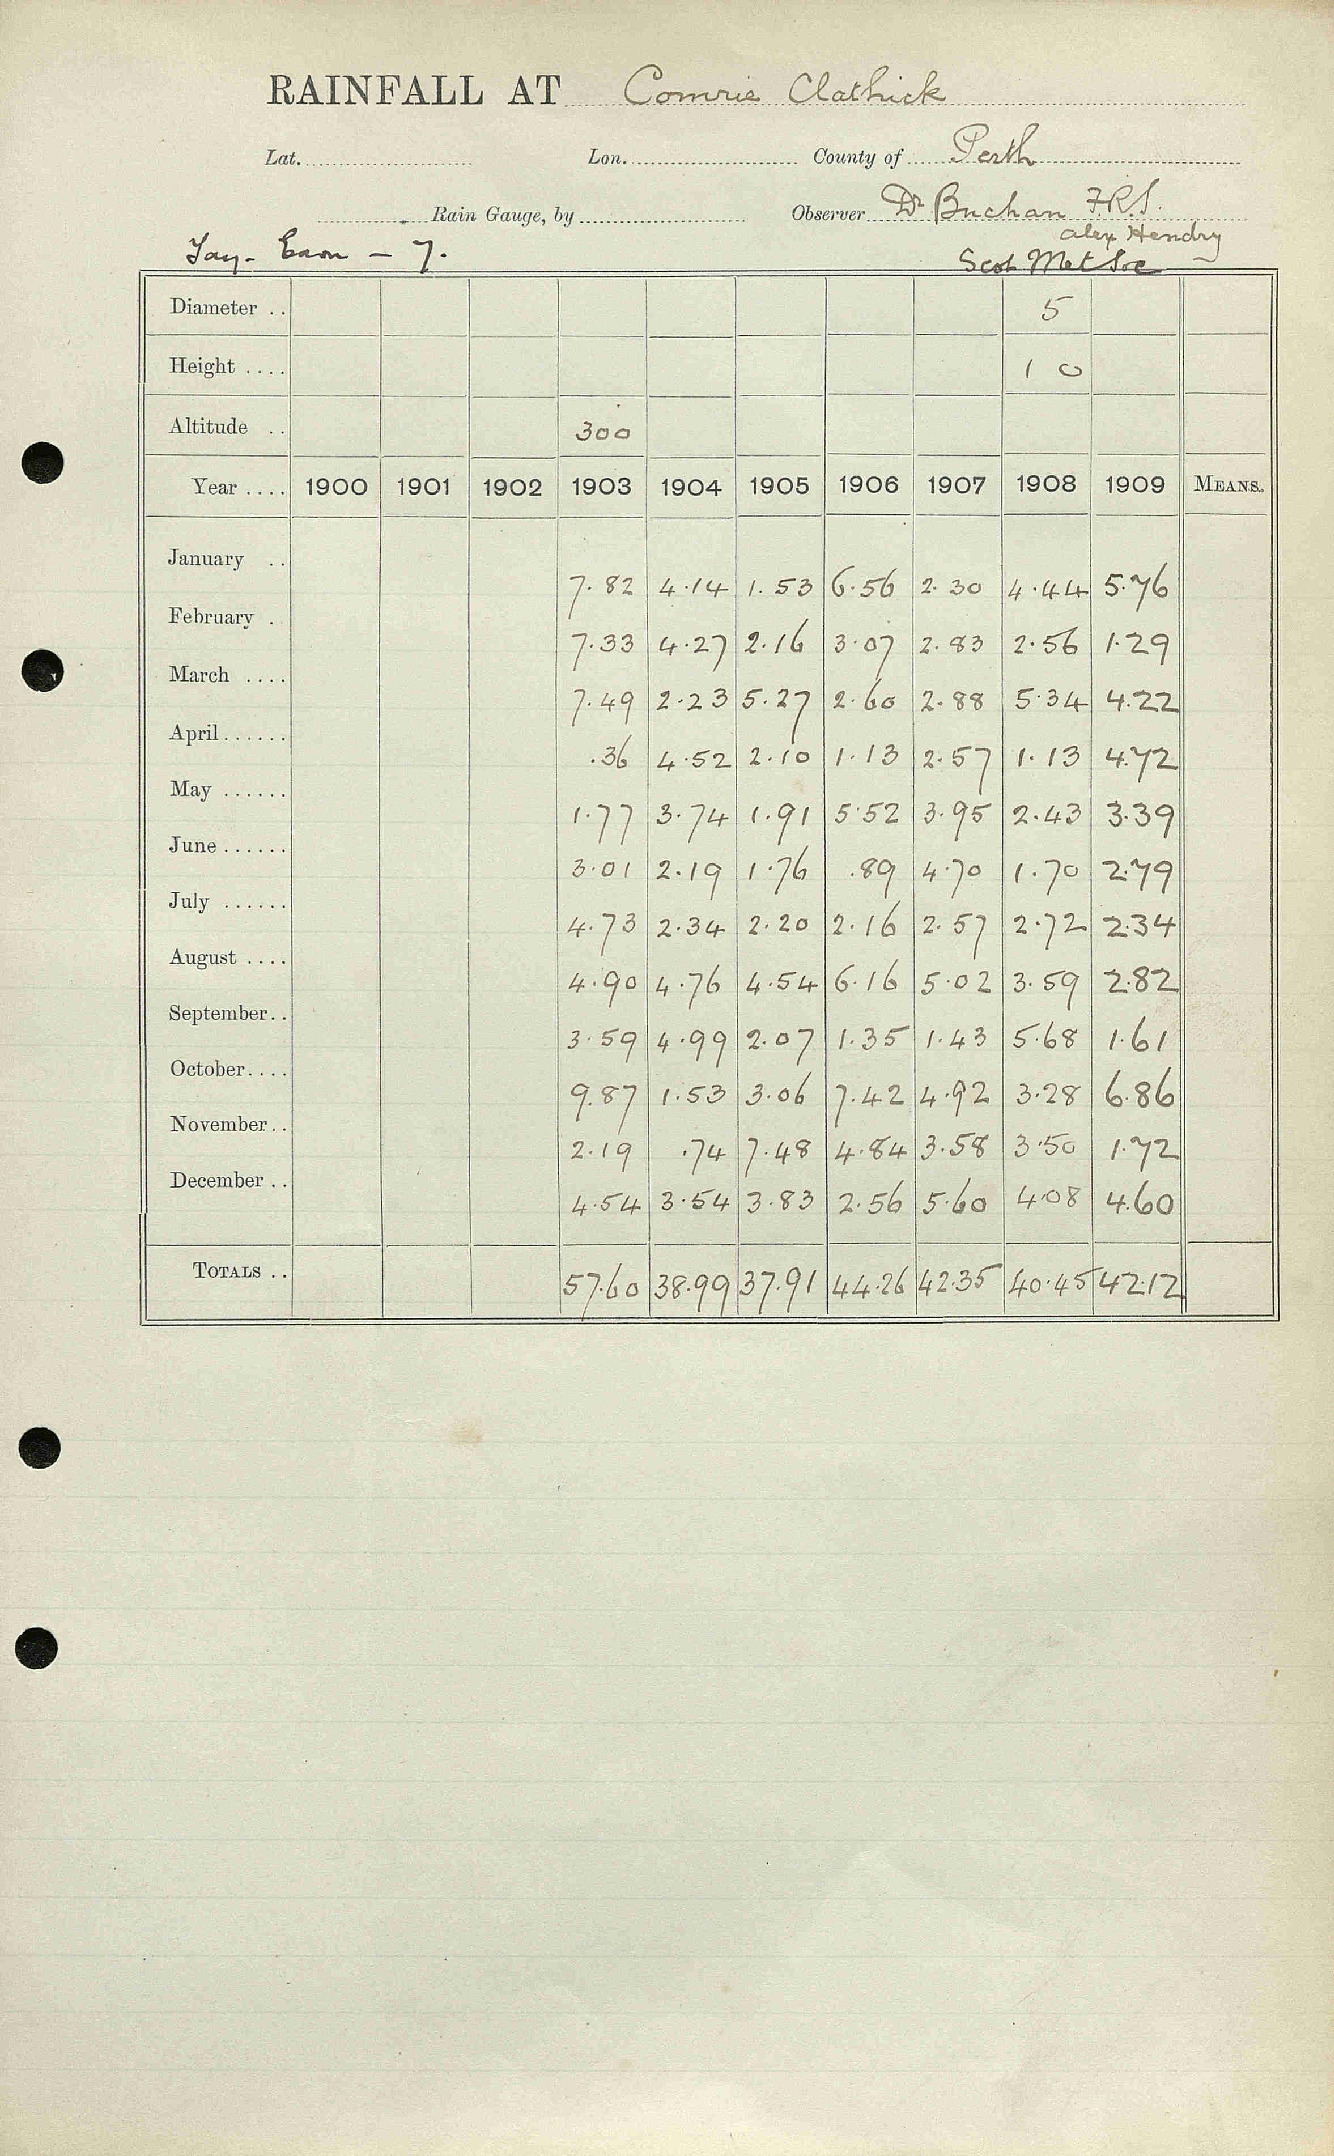 RAINFALL AT Comrie Clathick
Lat. Lon. County of Perth
Rain Gauge, by Observer Dr Buchan F.R.S.
Alex Hendry
Tay - Earn - 7. Scot Met Soc
Diameter .. 5
Height .... 1 0
Altitude .. 300
Year .... 1900 1901 1902 1903 1904 1905 1906 1907 1908 1909 MEANS.
January .. 7.82 4.14 1.53 6.56 2.30 4.44 5.76
February . 7.33 4.27 2.16 3.07 2.83 2.56 1.29
March .... 7.49 2.23 5.27 2.60 2.88 5.34 4.22
April...... .36 4.52 2.10 1.13 2.57 1.13 4.72
May ...... 1.77 3.74 1.91 5.52 3.95 2.43 3.39
June ...... 3.01 2.19 1.76 .89 4.70 1.70 2.79
July ...... 4.73 2.34 2.20 2.16 2.57 2.72 2.34
August .... 4.90 4.76 4.54 6.16 5.02 3.59 2.82
September.. 3.59 4.99 2.07 1.35 1.43 5.68 1.61
October.... 9.87 1.53 3.06 7.42 4.92 3.28 6.86
November.. 2.19 .74 7.48 4.84 3.58 3.50 1.72
December .. 4.54 3.54 3.83 2.56 5.60 4.08 4.60
TOTALS .. 57.60 38.99 37.91 44.26 42.35 40.45 42.12